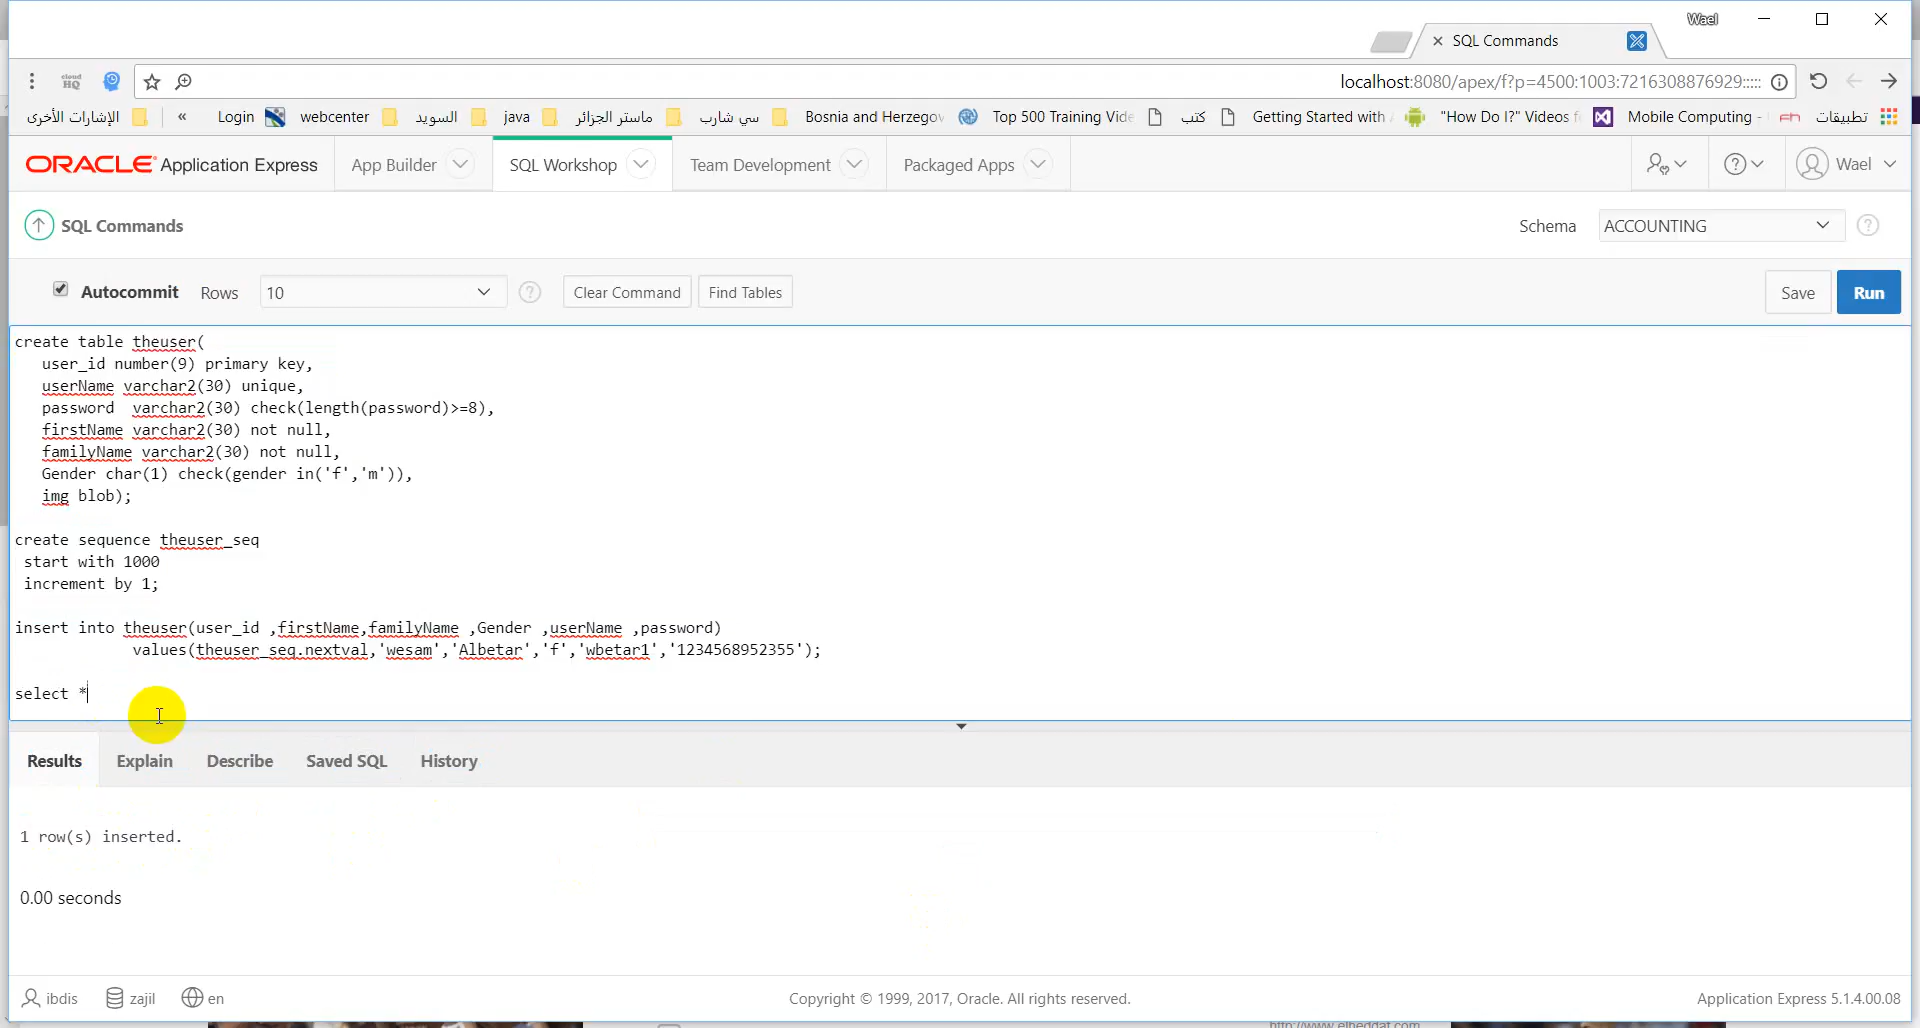 Wael
SQL Commands
localhost:8080/apex/f?p=4500:1003:7216308876929:::::
الإشارات الأخرى « Login webcenter السويد java ماستر الجزائر سي شارب Bosnia and Herzegov Top 500 Training Vide كتب Getting Started with "How Do I?" Videos f Mobile Computing - تطبيقات
ORACLE Application Express App Builder SQL Workshop Team Development Packaged Apps Wael
SQL Commands Schema ACCOUNTING
Autocommit Rows 10 Clear Command Find Tables Save Run
create table theuser(
user_id number(9) primary key,
userName varchar2(30) unique,
password varchar2(30) check(length(password)>=8),
firstName varchar2(30) not null,
familyName varchar2(30) not null,
Gender char(1) check(gender in('f','m')),
img blob);
create sequence theuser_seq
start with 1000
increment by 1;
insert into theuser(user_id ,firstName,familyName ,Gender ,userName ,password)
values(theuser_seq.nextval,'wesam','Albetar','f','wbetar1','1234568952355');
select *
Results Explain Describe Saved SQL History
1 row(s) inserted.
0.00 seconds
ibdis zajil en Copyright © 1999, 2017, Oracle. All rights reserved. Application Express 5.1.4.00.08